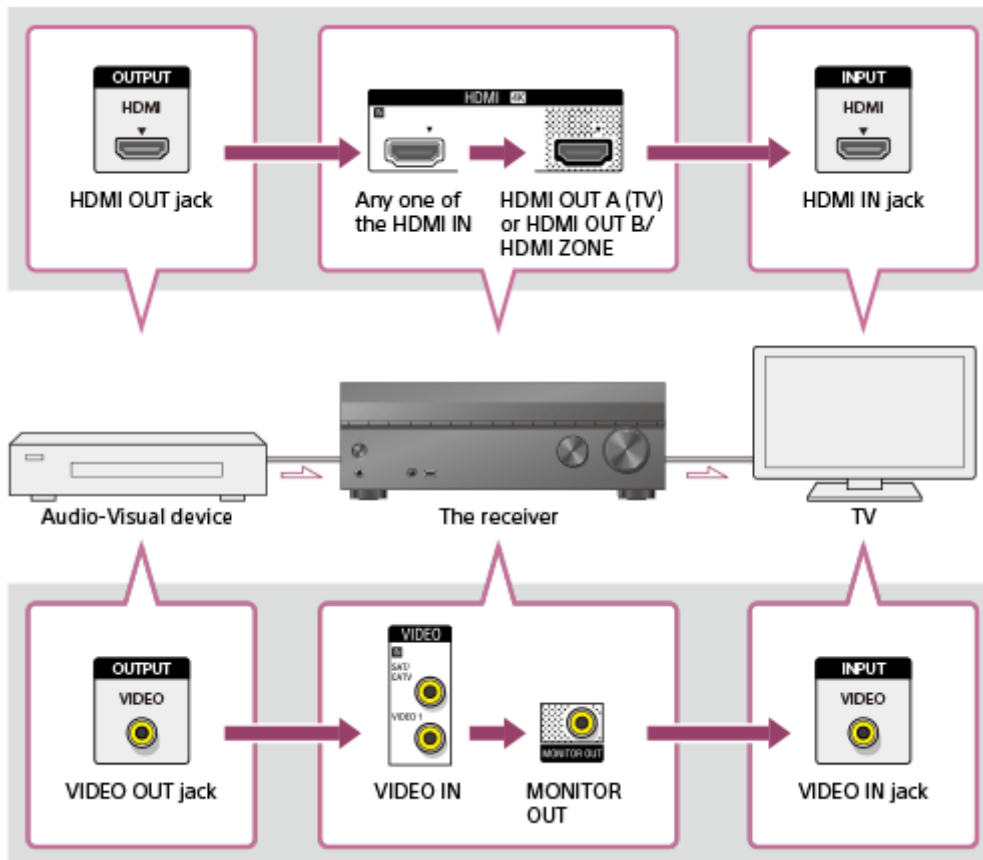 OUTPUT
HDMI
HDMI OUT jack
HDMI 4K
IN
Any one of
the HDMI IN
HDMI OUT A (TV)
or HDMI OUT B/
HDMI ZONE
INPUT
HDMI
HDMI IN jack
Audio-Visual device
The receiver
TV
OUTPUT
VIDEO
VIDEO OUT jack
VIDEO
IN
SAT/
CATV
VIDEO 1
VIDEO IN
MONITOR OUT
MONITOR
OUT
INPUT
VIDEO
VIDEO IN jack